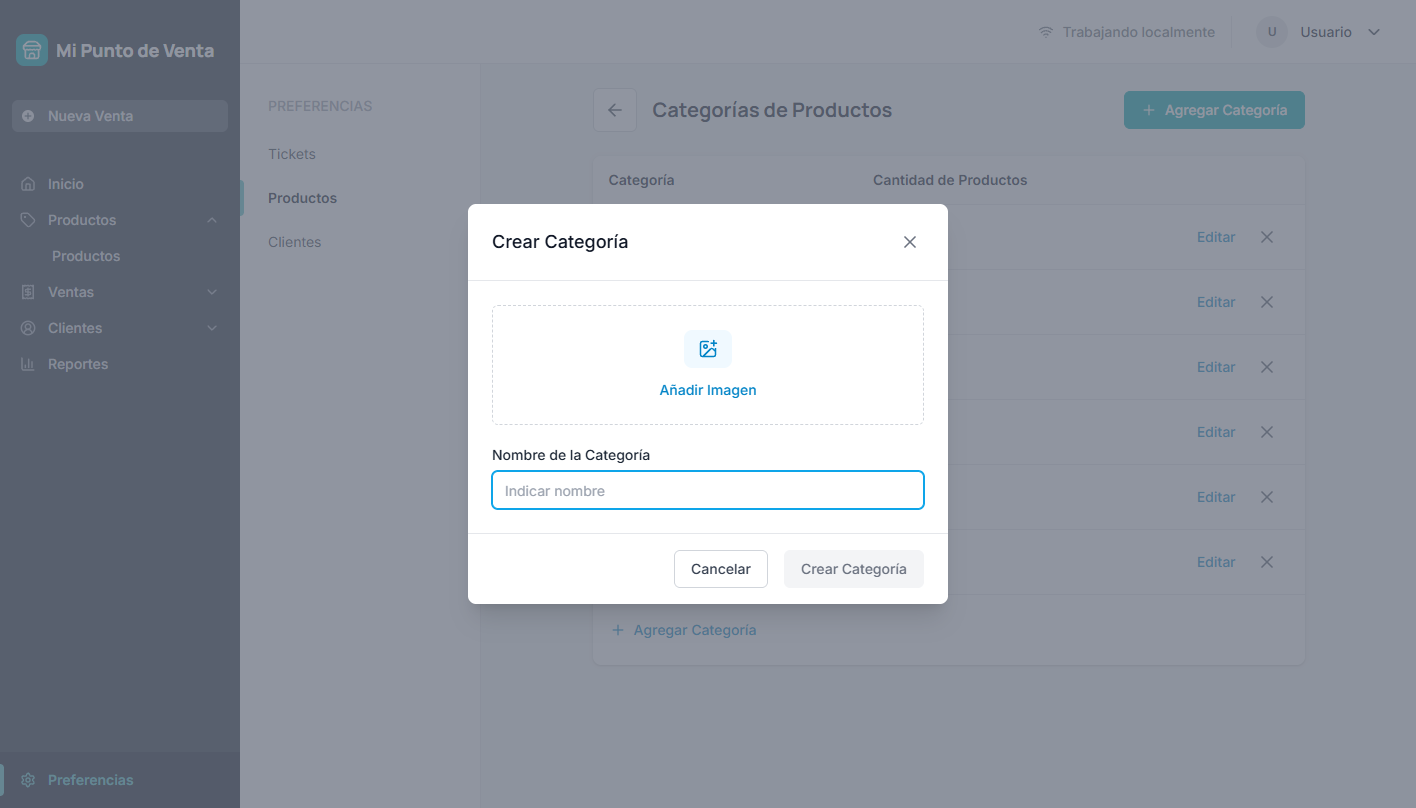 Mi Punto de Venta
Trabajando localmente
U
Usuario
Nueva Venta
Inicio
Productos
Productos
Ventas
Clientes
Reportes
Preferencias
PREFERENCIAS
Tickets
Productos
Clientes
Categorías de Productos
Agregar Categoría
Categoría
Cantidad de Productos
Editar
Editar
Editar
Editar
Editar
Editar
Agregar Categoría
Crear Categoría
Añadir Imagen
Nombre de la Categoría
Indicar nombre
Cancelar
Crear Categoría